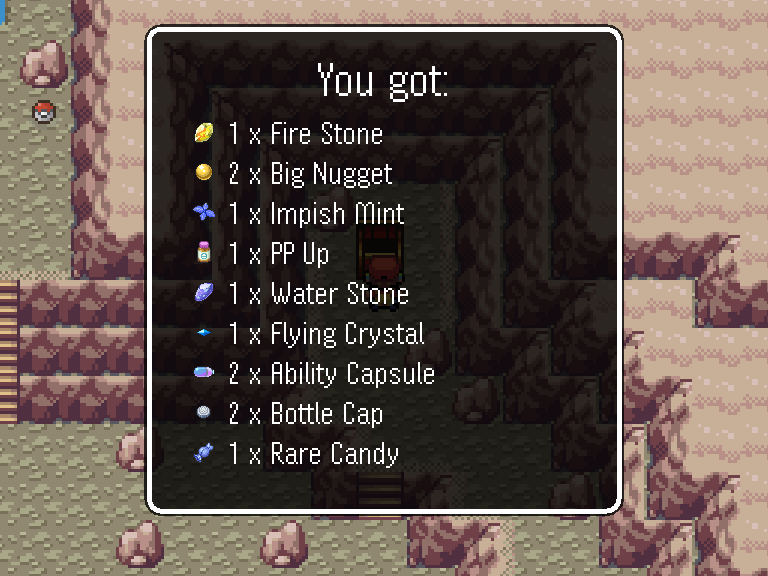 You got:
1 x Fire Stone
2 x Big Nugget
1 x Impish Mint
1 x PP Up
1 x Water Stone
1 x Flying Crystal
2 x Ability Capsule
2 x Bottle Cap
1 x Rare Candy